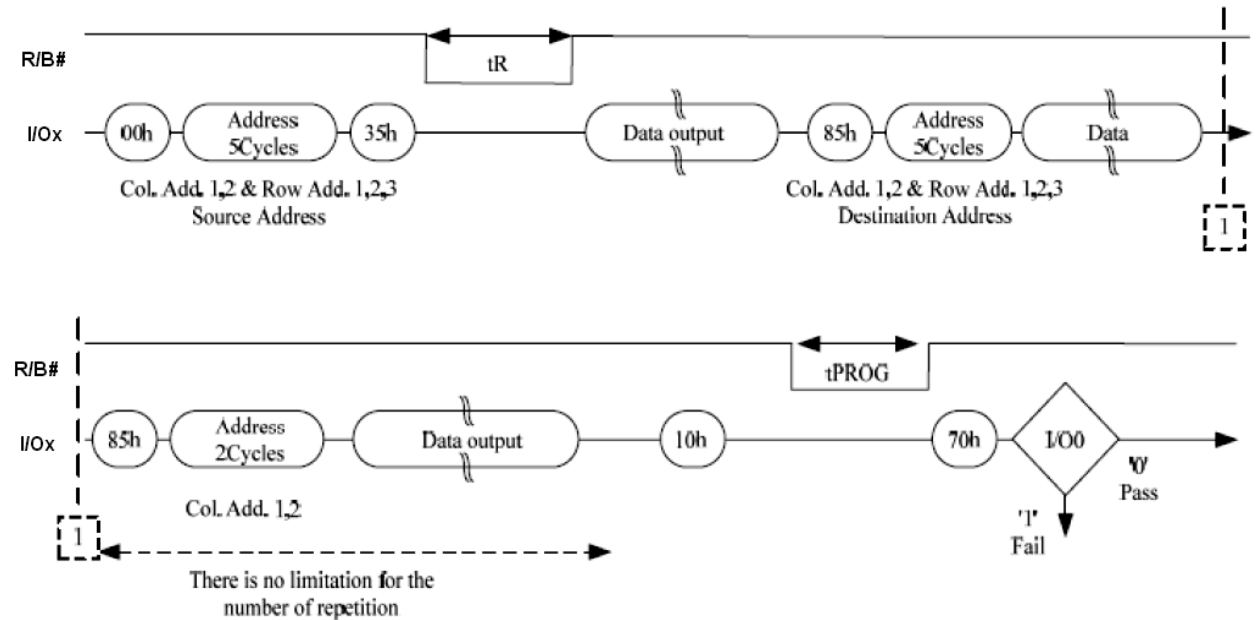 R/B#
tR
I/Ox
00h
Address
5Cycles
35h
Data output
85h
Address
5Cycles
Data
Col. Add. 1,2 & Row Add. 1,2,3
Source Address
Col. Add. 1,2 & Row Add. 1,2,3
Destination Address
1
R/B#
tPROG
I/Ox
85h
Address
2Cycles
Data output
10h
70h
I/O0
'0'
Pass
Col. Add. 1,2
'1'
Fail
1
There is no limitation for the
number of repetition